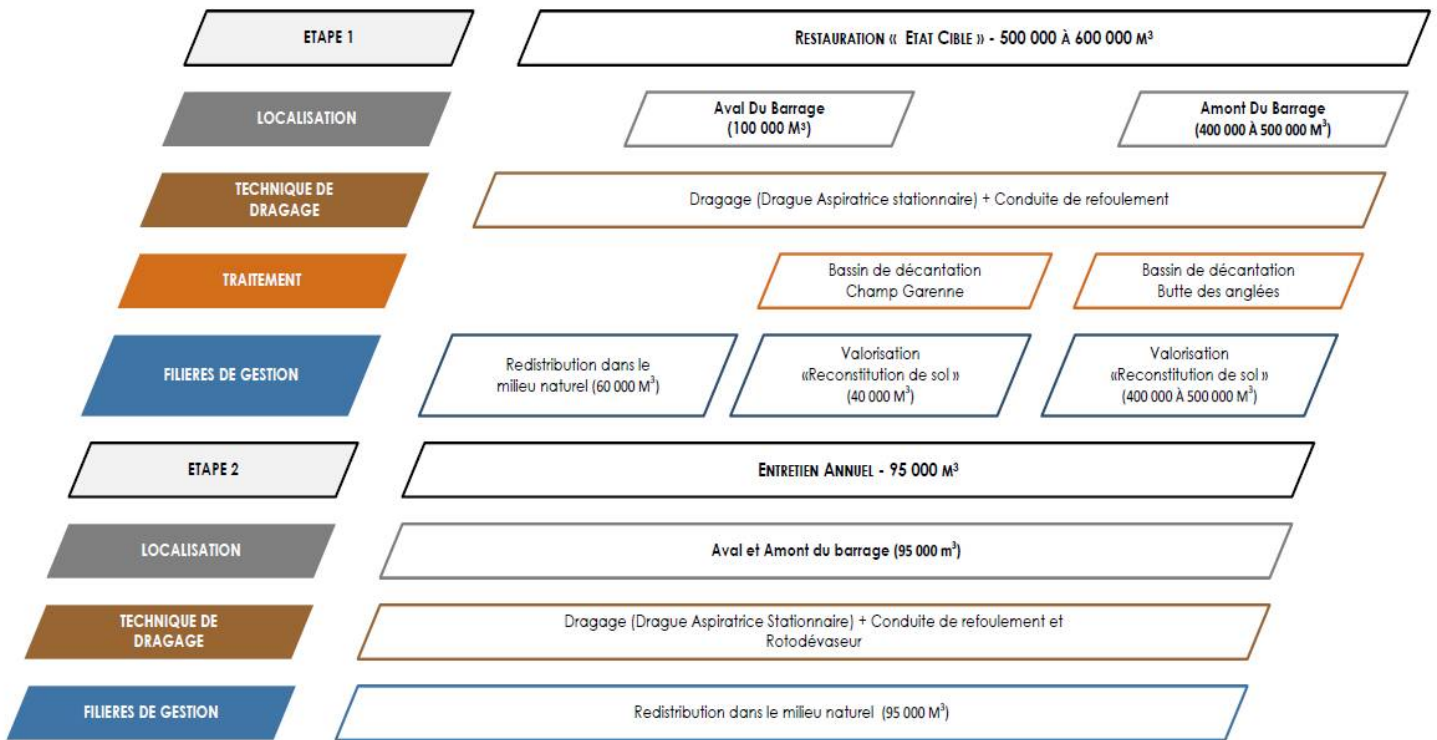 ETAPE 1
RESTAURATION « ETAT CIBLE » - 500 000 À 600 000 M³
LOCALISATION
Aval Du Barrage
(100 000 M³)
Amont Du Barrage
(400 000 À 500 000 M³)
TECHNIQUE DE
DRAGAGE
Dragage (Drague Aspiratrice stationnaire) + Conduite de refoulement
TRAITEMENT
Bassin de décantation
Champ Garenne
Bassin de décantation
Butte des anglées
FILIERES DE GESTION
Redistribution dans le
milieu naturel (60 000 M³)
Valorisation
«Reconstitution de sol »
(40 000 M³)
Valorisation
«Reconstitution de sol »
(400 000 À 500 000 M³)
ETAPE 2
ENTRETIEN ANNUEL - 95 000 M³
LOCALISATION
Aval et Amont du barrage (95 000 m³)
TECHNIQUE DE
DRAGAGE
Dragage (Drague Aspiratrice Stationnaire) + Conduite de refoulement et
Rotodévaseur
FILIERES DE GESTION
Redistribution dans le milieu naturel (95 000 M³)